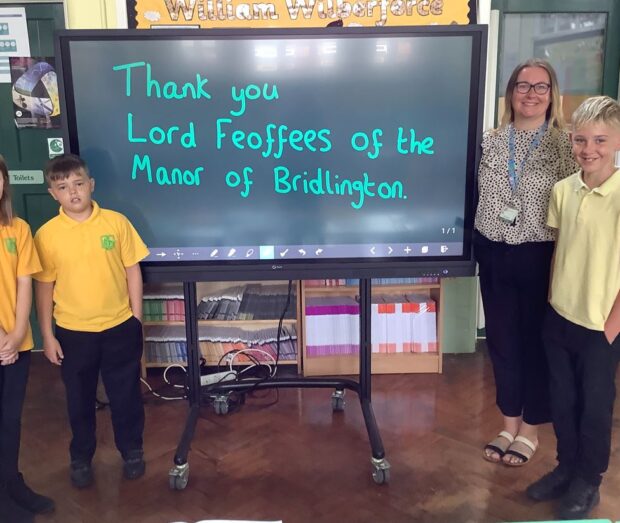 William Wilberforce
Thank you
Lord Feoffees of the
Manor of Bridlington.
1/1
Toilets